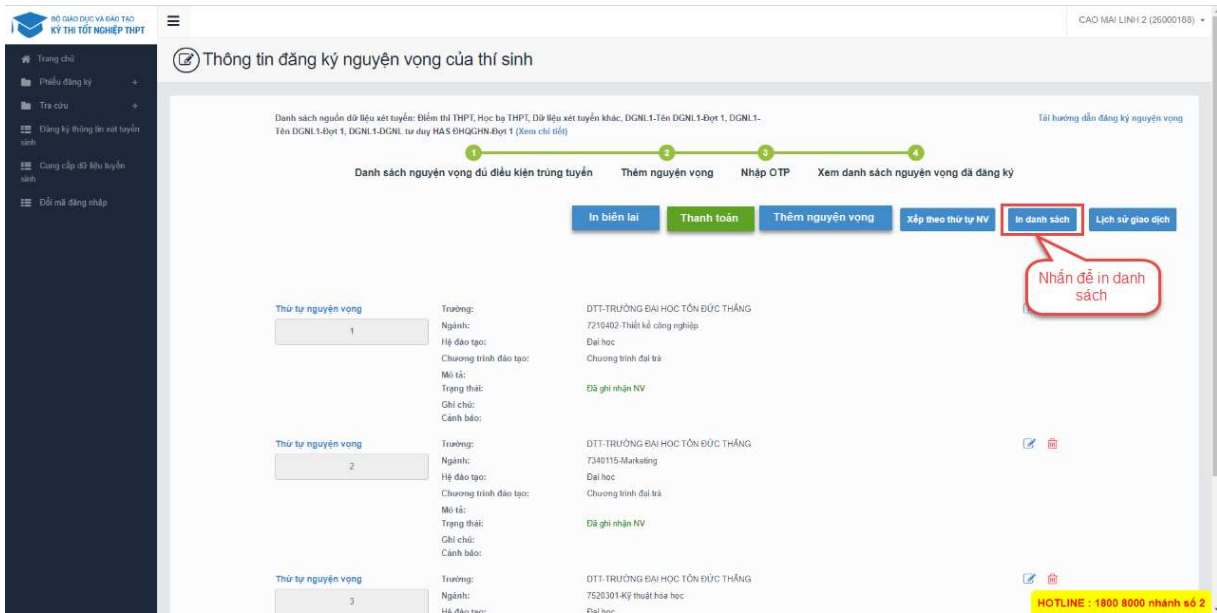 BỘ GIÁO DỤC VÀ ĐÀO TẠO
KỲ THI TỐT NGHIỆP THPT
CAO MAI LINH 2 (26000188)
Trang chủ
Phiếu đăng ký +
Tra cứu +
Đăng ký thông tin xét tuyển sinh
Cung cấp dữ liệu tuyển sinh
Đổi mã đăng nhập
Thông tin đăng ký nguyện vọng của thí sinh
Danh sách nguồn dữ liệu xét tuyển: Điểm thi THPT, Học bạ THPT, Dữ liệu xét tuyển khác, DGNL1-Tên DGNL1-Đợt 1, DGNL1-
Tên DGNL1-Đợt 1, DGNL1-DGNL tư duy HAS ĐHQGHN-Đợt 1 (Xem chi tiết)
Tải hướng dẫn đăng ký nguyện vọng
1 2 3 4
Danh sách nguyện vọng đủ điều kiện trúng tuyển Thêm nguyện vọng Nhập OTP Xem danh sách nguyện vọng đã đăng ký
In biên lai Thanh toán Thêm nguyện vọng Xếp theo thứ tự NV In danh sách Lịch sử giao dịch
Nhấn để in danh
sách
Thứ tự nguyện vọng
1
Trường: DTT-TRƯỜNG ĐẠI HỌC TÔN ĐỨC THẮNG
Ngành: 7210402-Thiết kế công nghiệp
Hệ đào tạo: Đại học
Chương trình đào tạo: Chương trình đại trà
Mô tả:
Trạng thái: Đã ghi nhận NV
Ghi chú:
Cảnh báo:
Thứ tự nguyện vọng
2
Trường: DTT-TRƯỜNG ĐẠI HỌC TÔN ĐỨC THẮNG
Ngành: 7340115-Marketing
Hệ đào tạo: Đại học
Chương trình đào tạo: Chương trình đại trà
Mô tả:
Trạng thái: Đã ghi nhận NV
Ghi chú:
Cảnh báo:
Thứ tự nguyện vọng
3
Trường: DTT-TRƯỜNG ĐẠI HỌC TÔN ĐỨC THẮNG
Ngành: 7520301-Kỹ thuật hóa học
Hệ đào tạo: Đại học
HOTLINE : 1800 8000 nhánh số 2